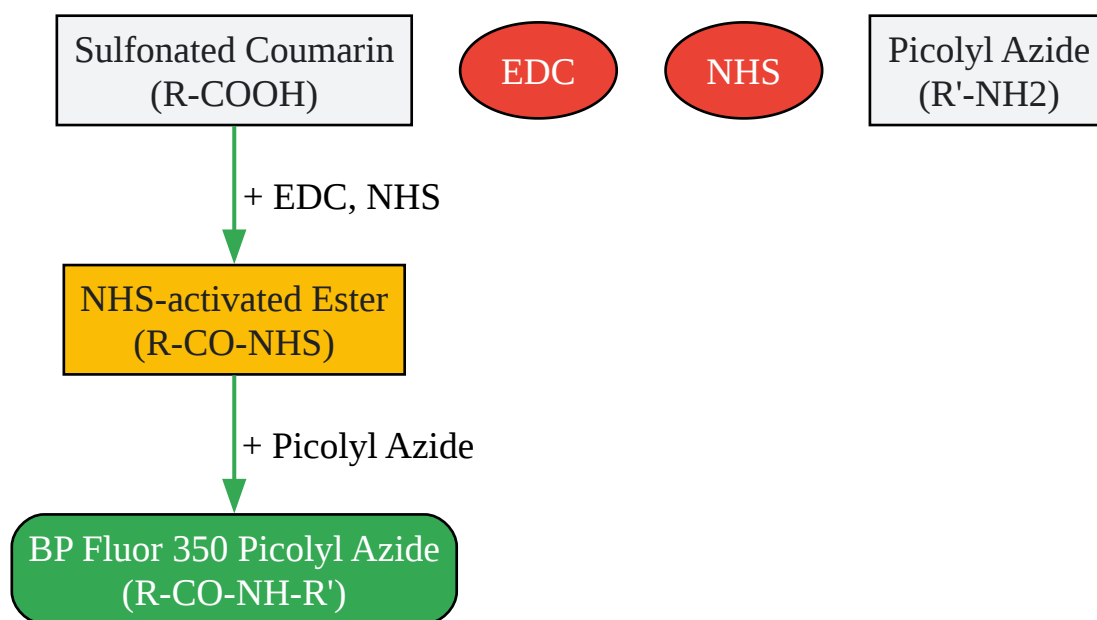 Sulfonated Coumarin
(R-COOH)
EDC
NHS
Picolyl Azide
(R'-NH2)
+ EDC, NHS
NHS-activated Ester
(R-CO-NHS)
+ Picolyl Azide
BP Fluor 350 Picolyl Azide
(R-CO-NH-R')